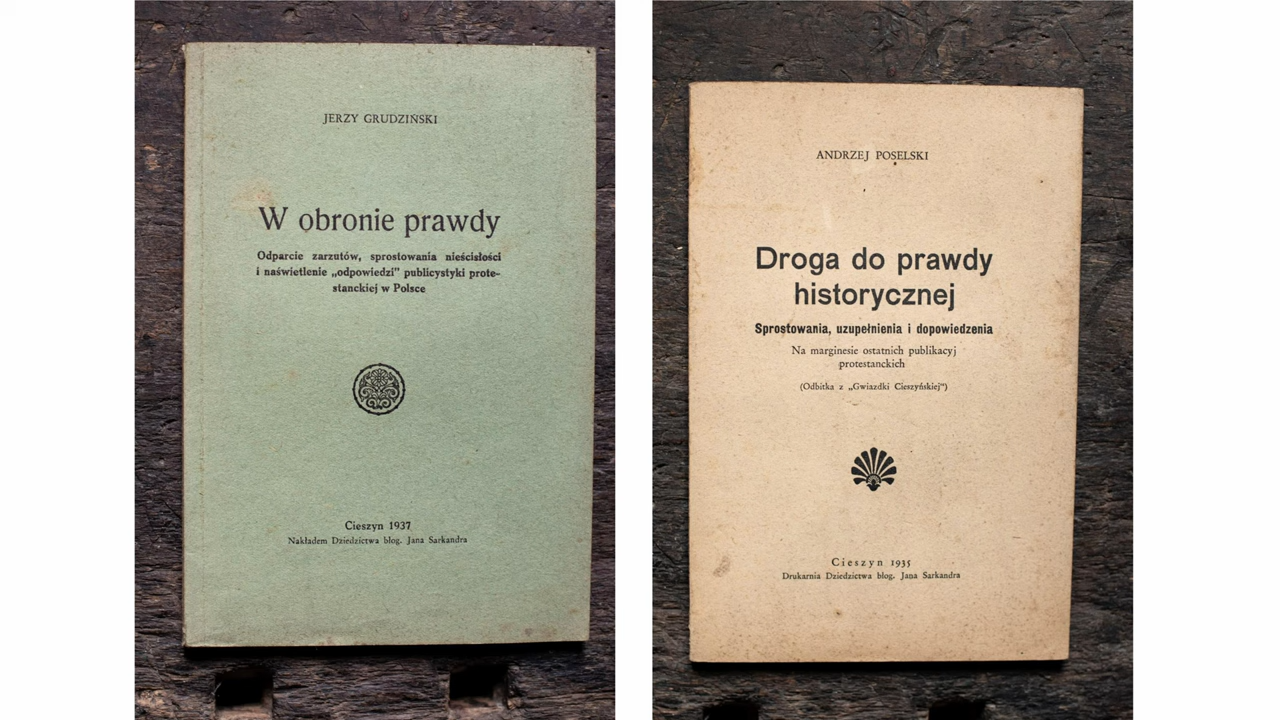 JERZY GRUDZIŃSKI
W obronie prawdy
Odparcie zarzutów, sprostowania nieścisłości
i naświetlenie „odpowiedzi" publicystyki prote-
stanckiej w Polsce
Cieszyn 1937
Nakładem Dziedzictwa błog. Jana Sarkandra
ANDRZEJ POSELSKI
Droga do prawdy
historycznej
Sprostowania, uzupełnienia i dopowiedzenia
Na marginesie ostatnich publikacyj
protestanckich
(Odbitka z „Gwiazdki Cieszyńskiej")
Cieszyn 1935
Drukarnia Dziedzictwa błog. Jana Sarkandra